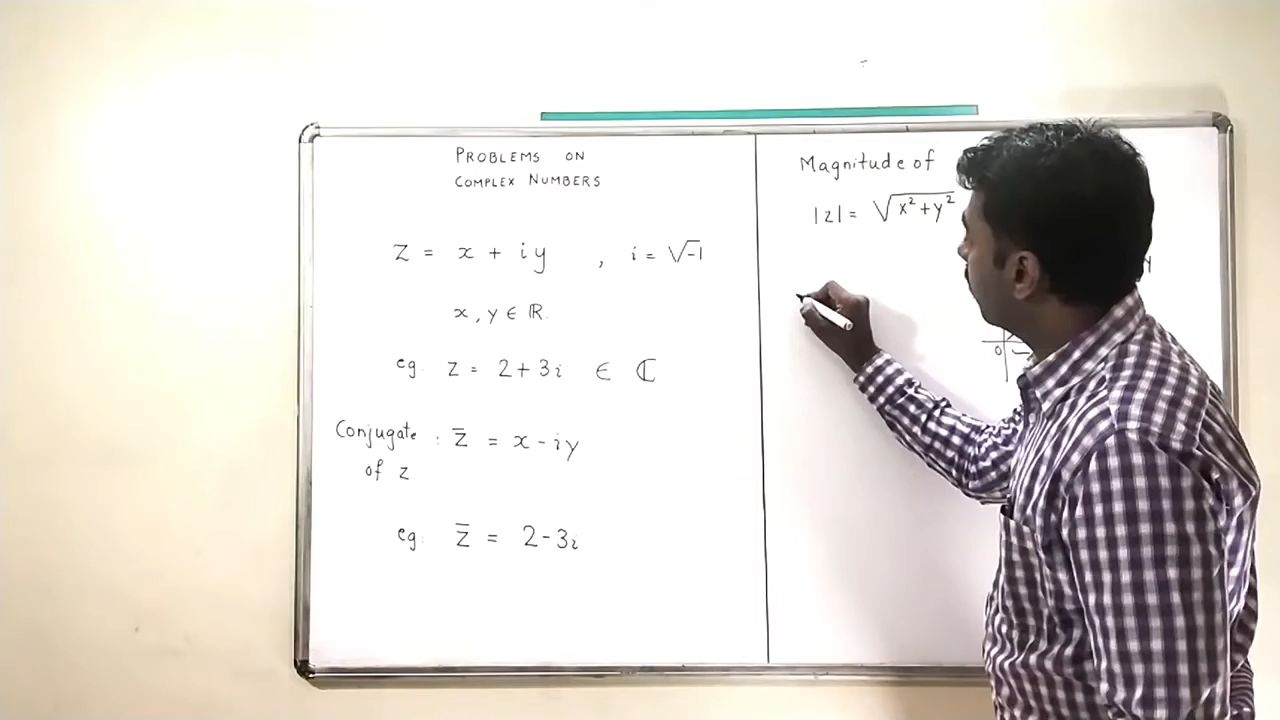 PROBLEMS ON
COMPLEX NUMBERS
z = x + iy , i = √-1
x, y ∈ ℝ.
eg. z = 2 + 3i ∈ ℂ
Conjugate : z̄ = x - iy
of z
eg. z̄ = 2 - 3i
Magnitude of
|z| = √x² + y²
y
0